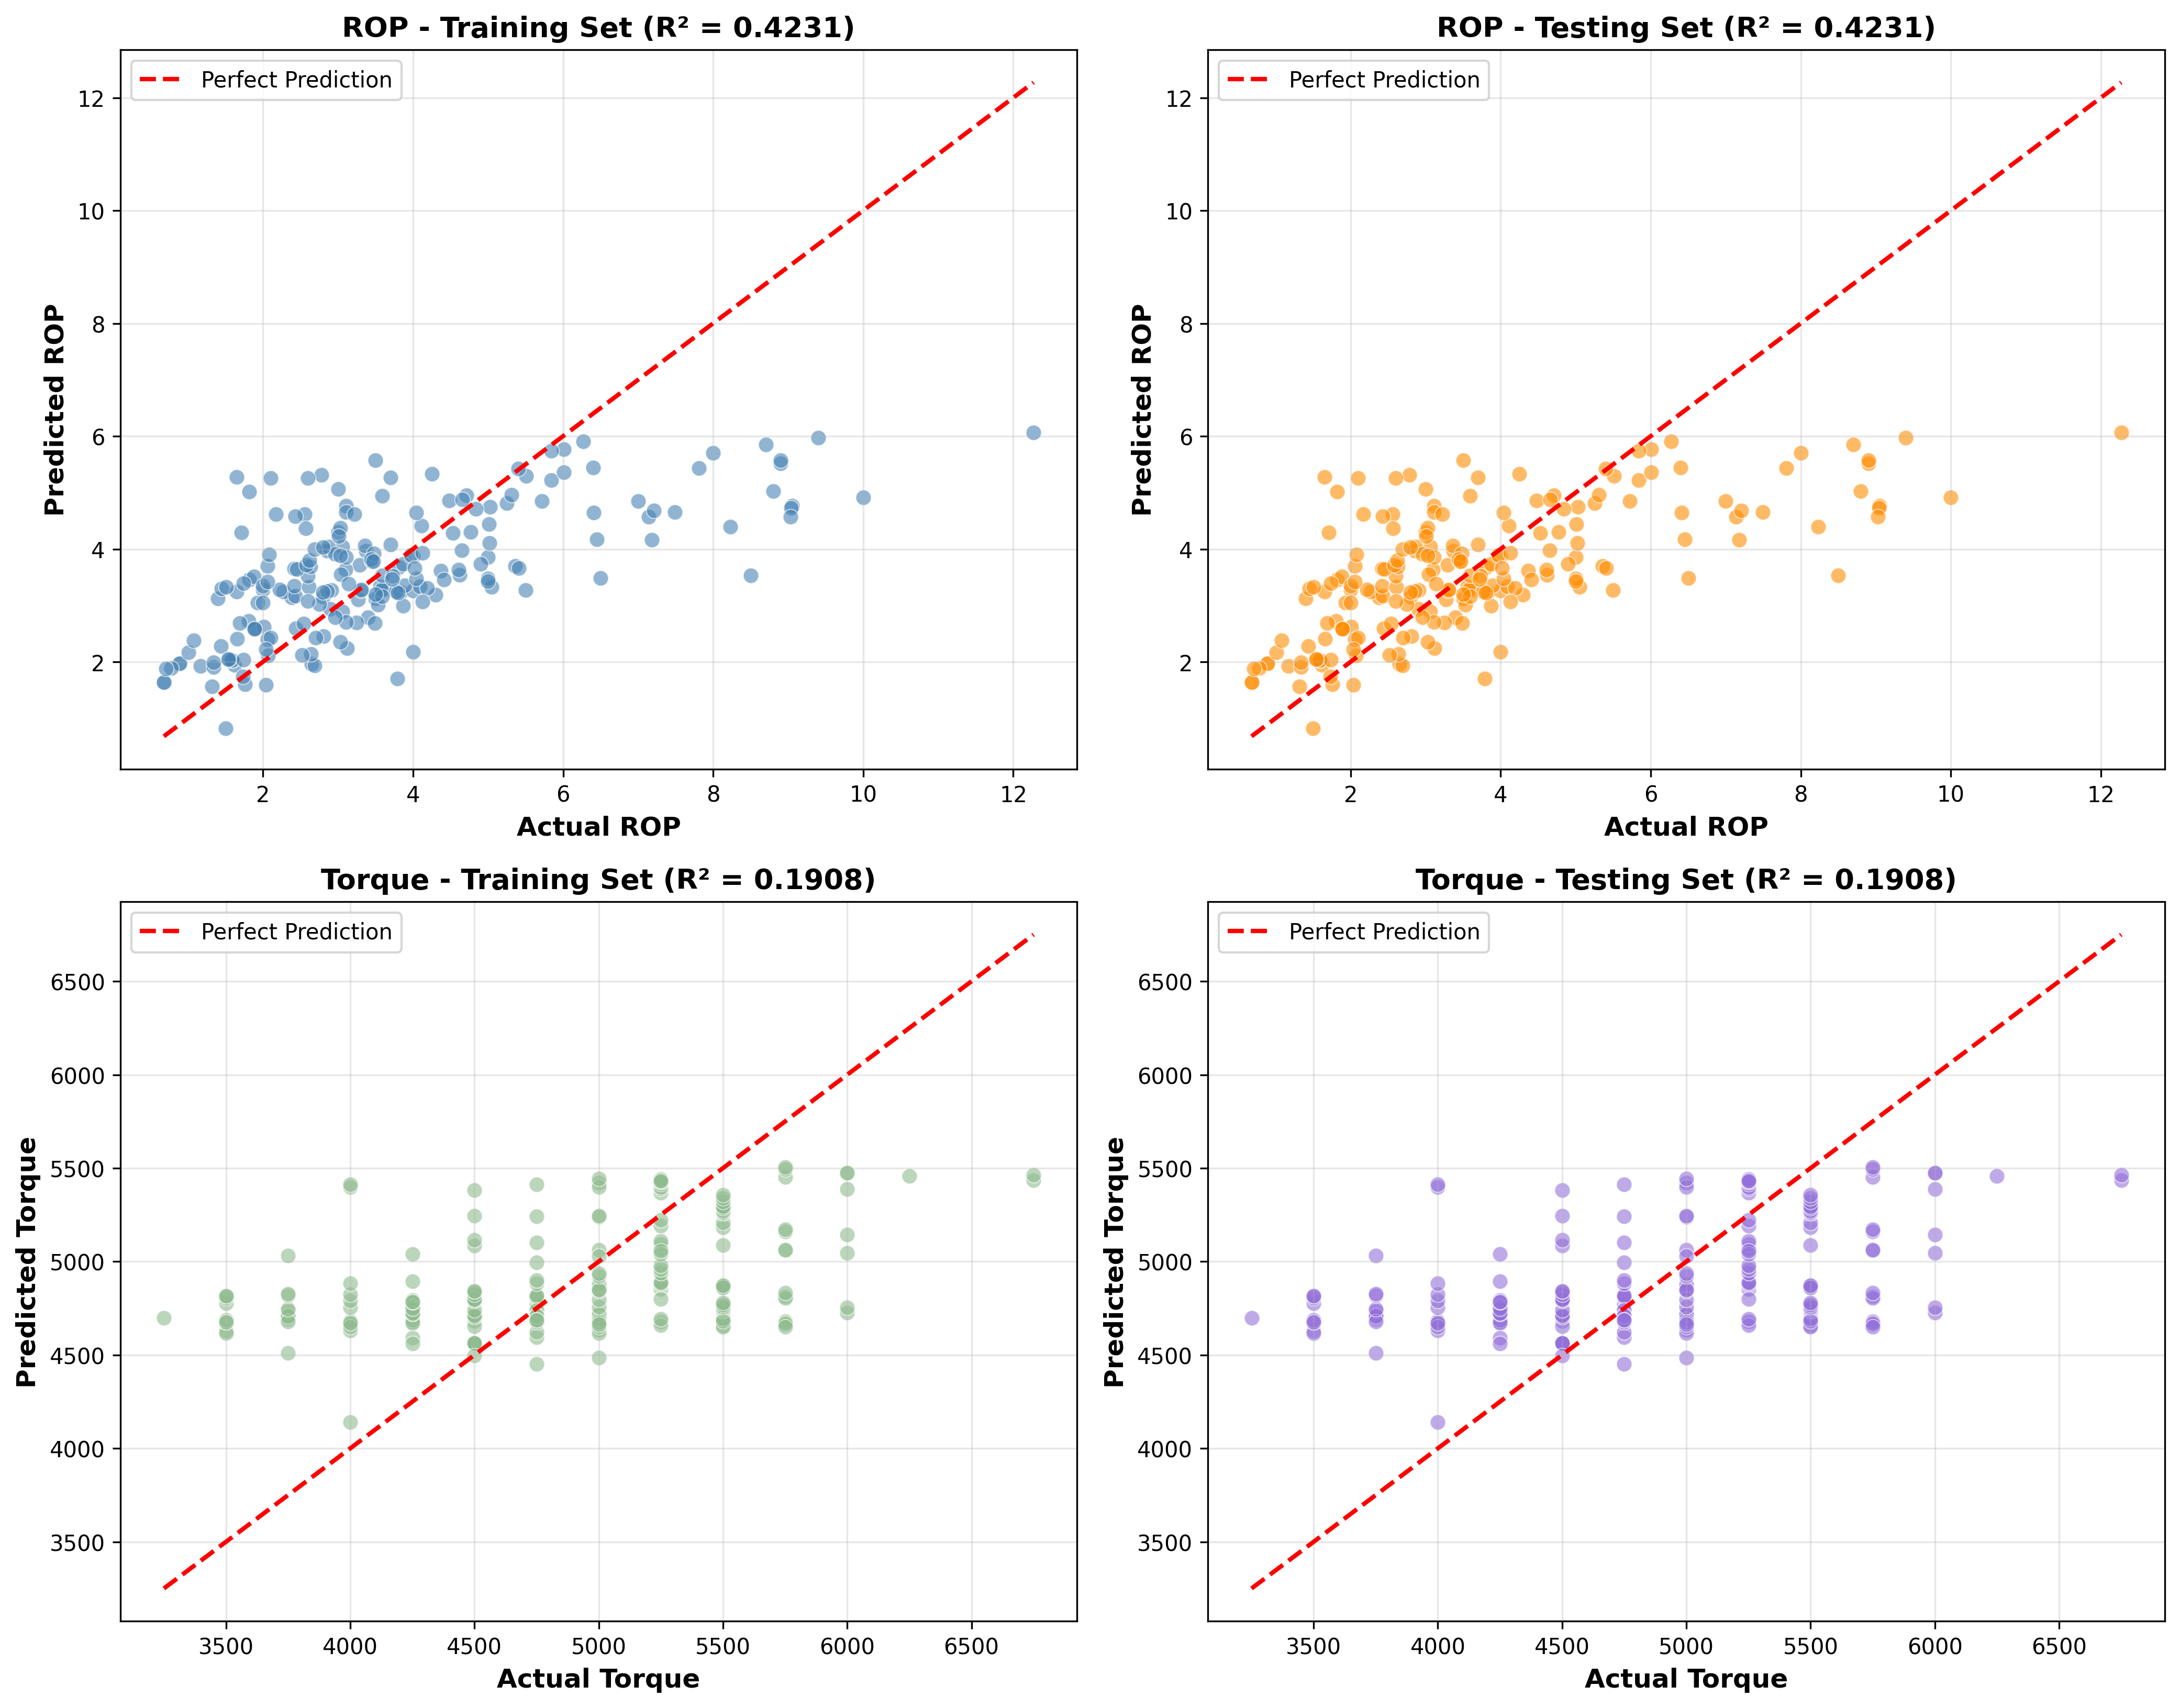 ROP - Training Set (R² = 0.4231)
Perfect Prediction
12
10
8
6
4
2
Predicted ROP
2 4 6 8 10 12
Actual ROP
ROP - Testing Set (R² = 0.4231)
Perfect Prediction
12
10
8
6
4
2
Predicted ROP
2 4 6 8 10 12
Actual ROP
Torque - Training Set (R² = 0.1908)
Perfect Prediction
6500
6000
5500
5000
4500
4000
3500
Predicted Torque
3500 4000 4500 5000 5500 6000 6500
Actual Torque
Torque - Testing Set (R² = 0.1908)
Perfect Prediction
6500
6000
5500
5000
4500
4000
3500
Predicted Torque
3500 4000 4500 5000 5500 6000 6500
Actual Torque